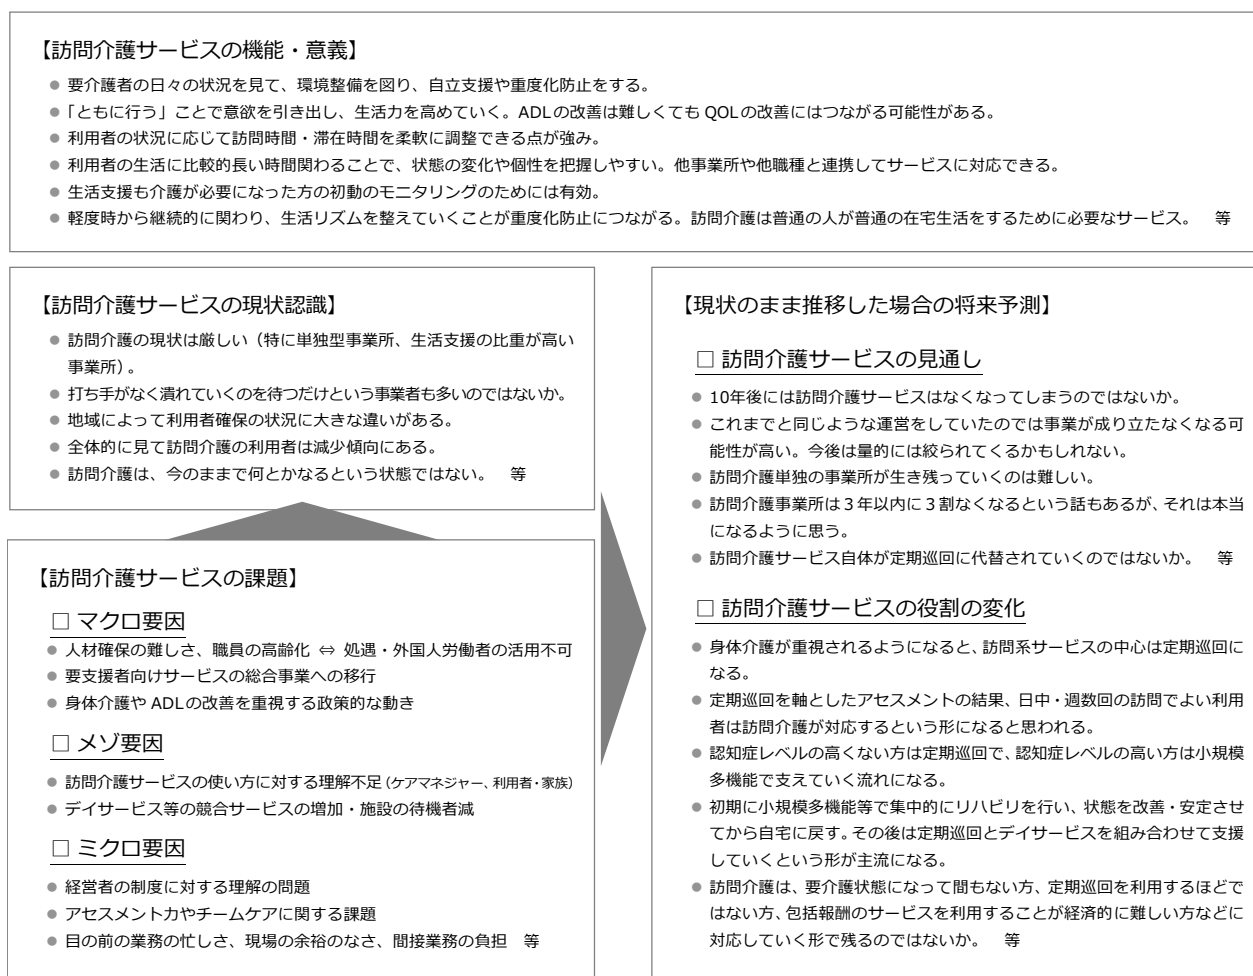 【訪問介護サービスの機能・意義】
● 要介護者の日々の状況を見て、環境整備を図り、自立支援や重度化防止をする。
● 「ともに行う」ことで意欲を引き出し、生活力を高めていく。ADLの改善は難しくても QOLの改善にはつながる可能性がある。
● 利用者の状況に応じて訪問時間・滞在時間を柔軟に調整できる点が強み。
● 利用者の生活に比較的長い時間関わることで、状態の変化や個性を把握しやすい。他事業所や他職種と連携してサービスに対応できる。
● 生活支援も介護が必要になった方の初動のモニタリングのためには有効。
● 軽度時から継続的に関わり、生活リズムを整えていくことが重度化防止につながる。訪問介護は普通の人が普通の在宅生活をするために必要なサービス。 等
【訪問介護サービスの現状認識】
● 訪問介護の現状は厳しい（特に単独型事業所、生活支援の比重が高い
事業所）。
● 打ち手がなく潰れていくのを待つだけという事業者も多いのではないか。
● 地域によって利用者確保の状況に大きな違いがある。
● 全体的に見て訪問介護の利用者は減少傾向にある。
● 訪問介護は、今のままで何とかなるという状態ではない。 等
【訪問介護サービスの課題】
□ マクロ要因
● 人材確保の難しさ、職員の高齢化 ⇔ 処遇・外国人労働者の活用不可
● 要支援者向けサービスの総合事業への移行
● 身体介護や ADLの改善を重視する政策的な動き
□ メゾ要因
● 訪問介護サービスの使い方に対する理解不足（ケアマネジャー、利用者・家族）
● デイサービス等の競合サービスの増加・施設の待機者減
□ ミクロ要因
● 経営者の制度に対する理解の問題
● アセスメント力やチームケアに関する課題
● 目の前の業務の忙しさ、現場の余裕のなさ、間接業務の負担 等
【現状のまま推移した場合の将来予測】
□ 訪問介護サービスの見通し
● 10年後には訪問介護サービスはなくなってしまうのではないか。
● これまでと同じような運営をしていたのでは事業が成り立たなくなる可
能性が高い。今後は量的には絞られてくるかもしれない。
● 訪問介護単独の事業所が生き残っていくのは難しい。
● 訪問介護事業所は３年以内に３割なくなるという話もあるが、それは本当
になるように思う。
● 訪問介護サービス自体が定期巡回に代替されていくのではないか。 等
□ 訪問介護サービスの役割の変化
● 身体介護が重視されるようになると、訪問系サービスの中心は定期巡回に
なる。
● 定期巡回を軸としたアセスメントの結果、日中・週数回の訪問でよい利用
者は訪問介護が対応するという形になると思われる。
● 認知症レベルの高くない方は定期巡回で、認知症レベルの高い方は小規模
多機能で支えていく流れになる。
● 初期に小規模多機能等で集中的にリハビリを行い、状態を改善・安定させ
てから自宅に戻す。その後は定期巡回とデイサービスを組み合わせて支援
していくという形が主流になる。
● 訪問介護は、要介護状態になって間もない方、定期巡回を利用するほどで
はない方、包括報酬のサービスを利用することが経済的に難しい方などに
対応していく形で残るのではないか。 等